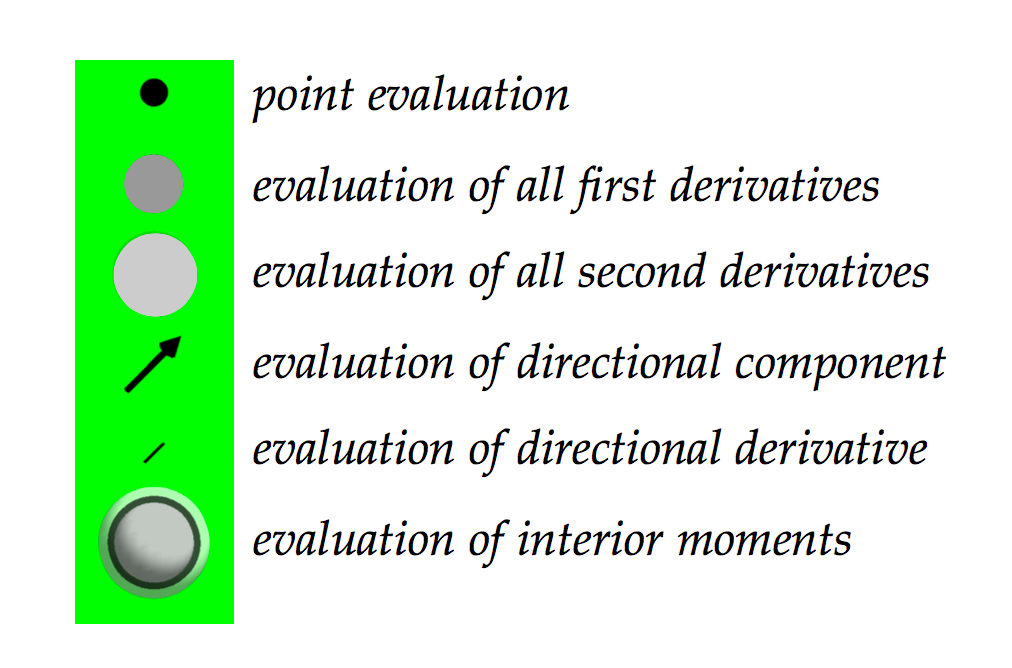 point evaluation
evaluation of all first derivatives
evaluation of all second derivatives
evaluation of directional component
evaluation of directional derivative
evaluation of interior moments